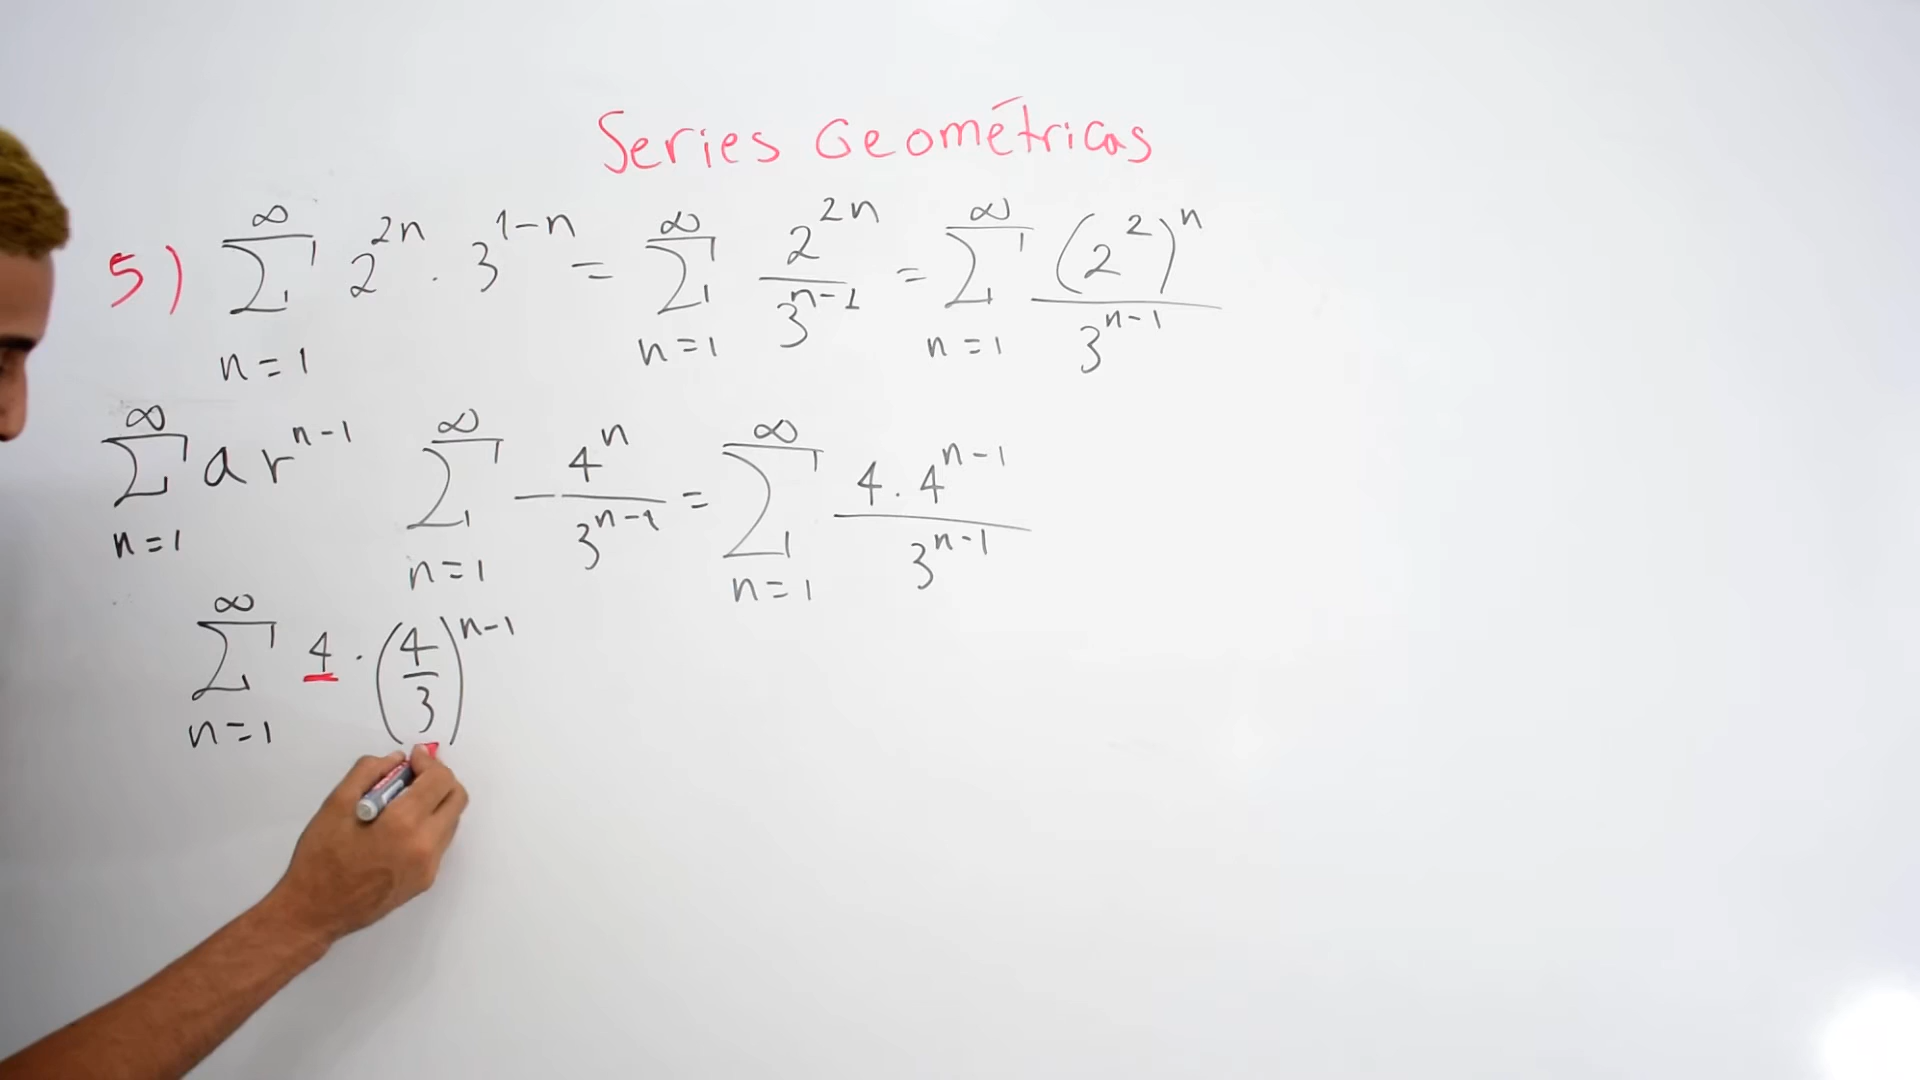 Series Geométricas
5) ∑_{n=1}^{∞} 2^{2n} · 3^{1-n} = ∑_{n=1}^{∞} 2^{2n}/3^{n-1} = ∑_{n=1}^{∞} (2^2)^n/3^{n-1}
∑_{n=1}^{∞} ar^{n-1} ∑_{n=1}^{∞} 4^n/3^{n-1} = ∑_{n=1}^{∞} 4·4^{n-1}/3^{n-1}
∑_{n=1}^{∞} 4·(4/3)^{n-1}